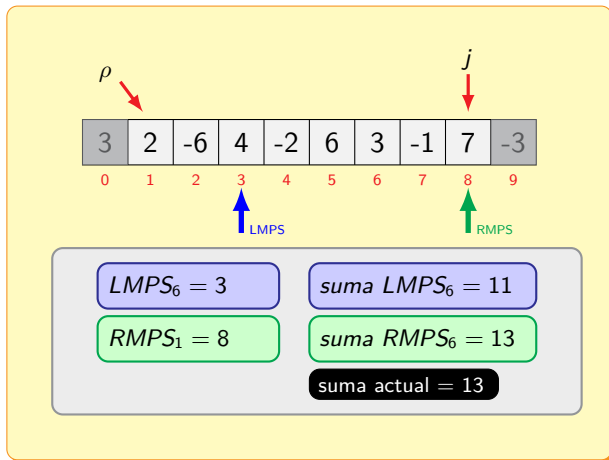 ρ j
3 2 -6 4 -2 6 3 -1 7 -3
0 1 2 3 4 5 6 7 8 9
LMPS RMPS
LMPS₆ = 3 suma LMPS₆ = 11
RMPS₁ = 8 suma RMPS₆ = 13
suma actual = 13